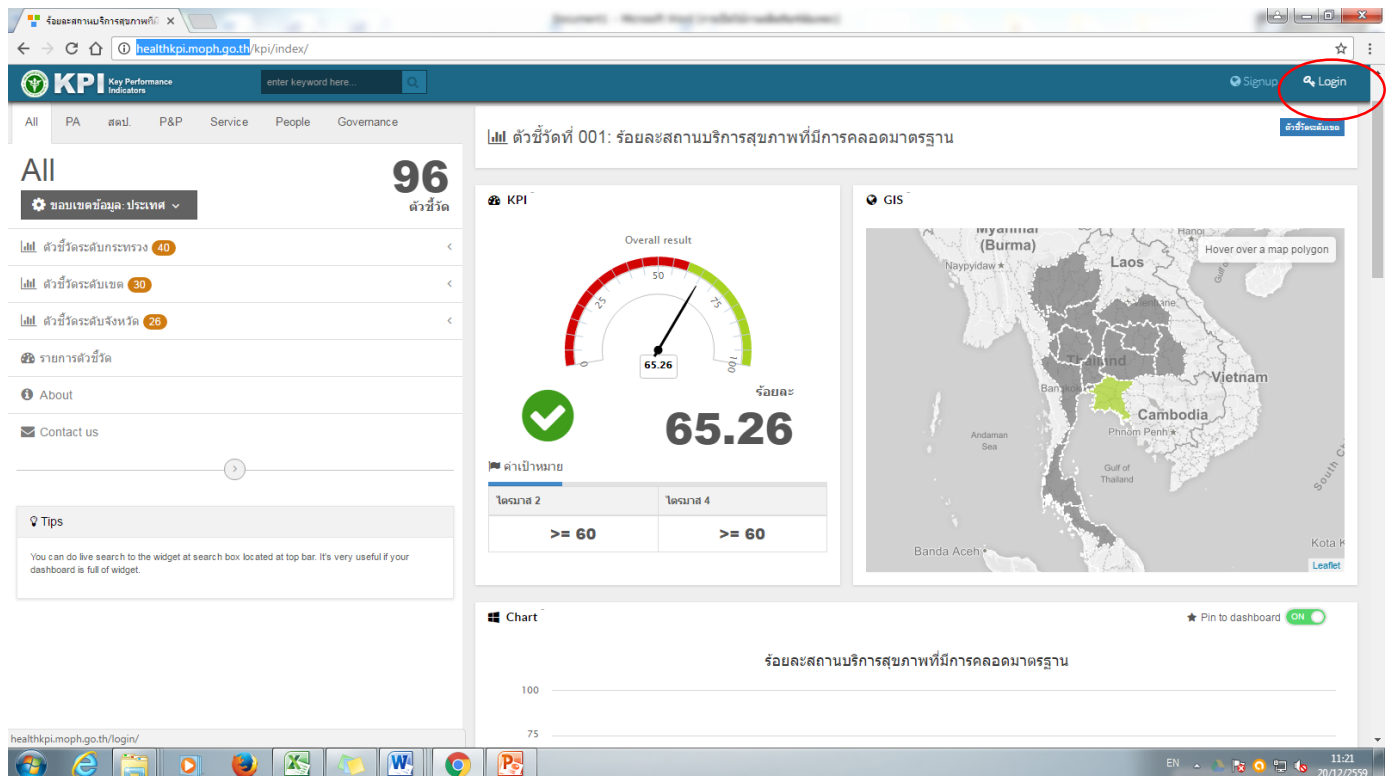 ร้อยละสถานบริการสุขภาพที่
healthkpi.moph.go.th/kpi/index/
KPI Key Performance Indicators
enter keyword here...
Signup
Login
All PA สตป. P&P Service People Governance
All
96
ขอบเขตข้อมูล: ประเทศ
ตัวชี้วัด
ตัวชี้วัดระดับกระทรวง 40
ตัวชี้วัดระดับเขต 30
ตัวชี้วัดระดับจังหวัด 26
รายการตัวชี้วัด
About
Contact us
Tips
You can do live search to the widget at search box located at top bar. It's very useful if your
dashboard is full of widget.
healthkpi.moph.go.th/login/
ตัวชี้วัดที่ 001: ร้อยละสถานบริการสุขภาพที่มีการคลอดมาตรฐาน
ตัวชี้วัดระดับเขต
KPI
Overall result
0
25
50
75
100
65.26
ร้อยละ
65.26
ค่าเป้าหมาย
ไตรมาส 2 ไตรมาส 4
>= 60 >= 60
GIS
Hover over a map polygon
Myanmar
(Burma)
Naypyidaw
Hanoi
Laos
Vientiane
Thailand
Bangkok
Vietnam
Cambodia
Phnom Penh
Andaman
Sea
Gulf of
Thailand
South
Banda Aceh
Kota
Leaflet
Chart
Pin to dashboard ON
ร้อยละสถานบริการสุขภาพที่มีการคลอดมาตรฐาน
100
75
EN
11:21
20/12/2559